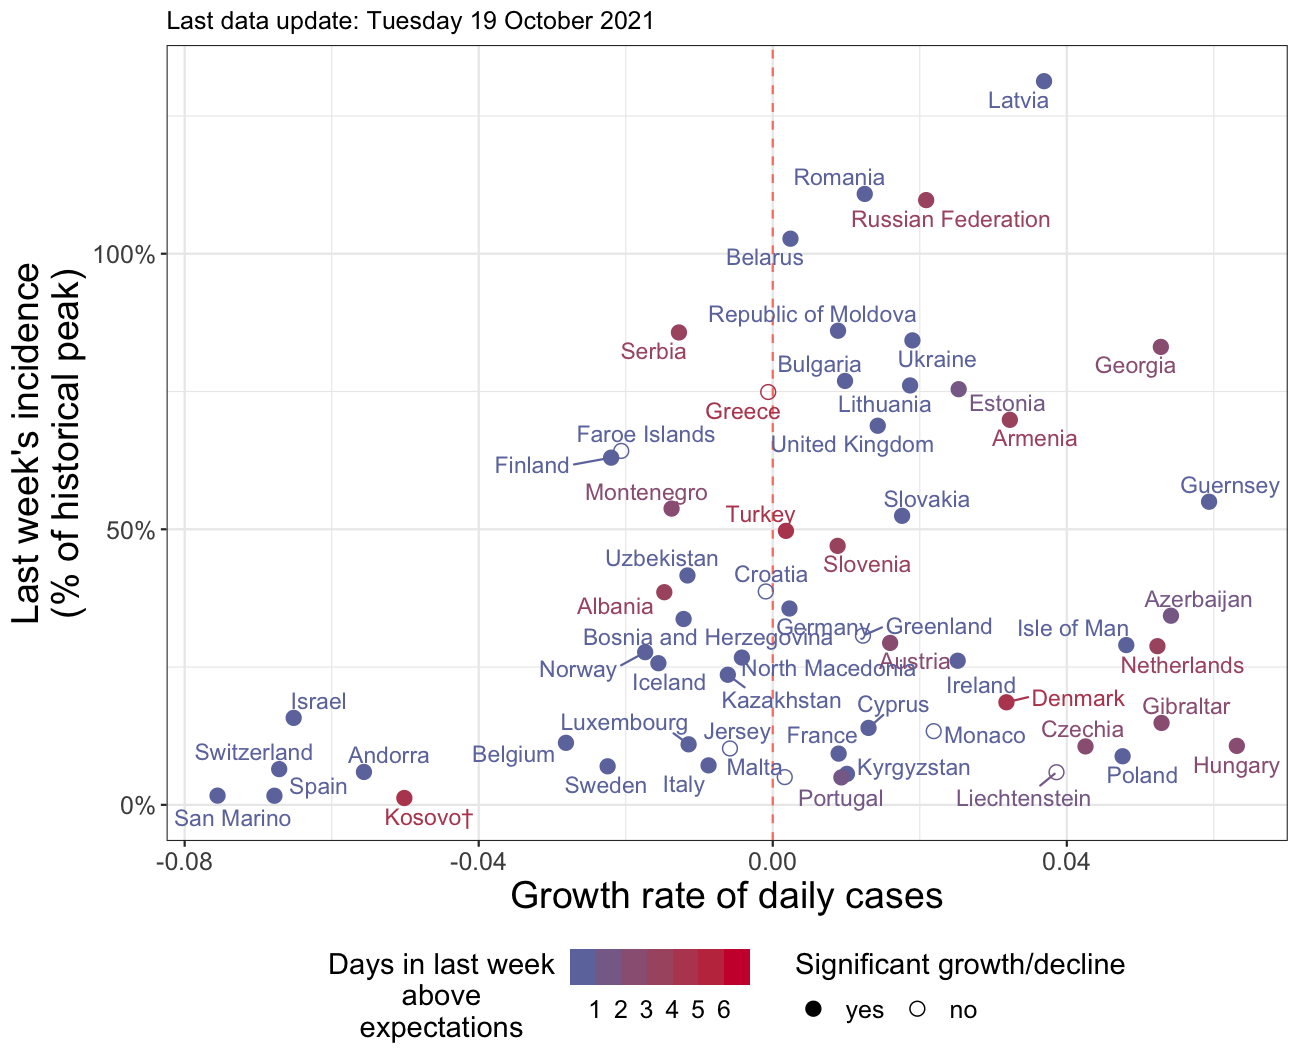 Last data update: Tuesday 19 October 2021
Last week's incidence
(% of historical peak)
100%
50%
0%
Latvia
Romania
Russian Federation
Belarus
Republic of Moldova
Serbia
Ukraine
Georgia
Bulgaria
Lithuania
Estonia
Greece
Armenia
Faroe Islands
United Kingdom
Finland
Guernsey
Montenegro
Slovakia
Turkey
Uzbekistan
Slovenia
Croatia
Albania
Azerbaijan
Germany
Greenland
Isle of Man
Bosnia and Herzegovina
Norway
North Macedonia
Austria
Netherlands
Iceland
Ireland
Kazakhstan
Denmark
Israel
Cyprus
Gibraltar
Luxembourg
Jersey
France
Monaco
Czechia
Switzerland
Andorra
Belgium
Malta
Kyrgyzstan
Poland
Hungary
Spain
Sweden
Italy
Portugal
Liechtenstein
San Marino
Kosovo†
-0.08
-0.04
0.00
0.04
Growth rate of daily cases
Days in last week
above
expectations
1 2 3 4 5 6
Significant growth/decline
yes
no